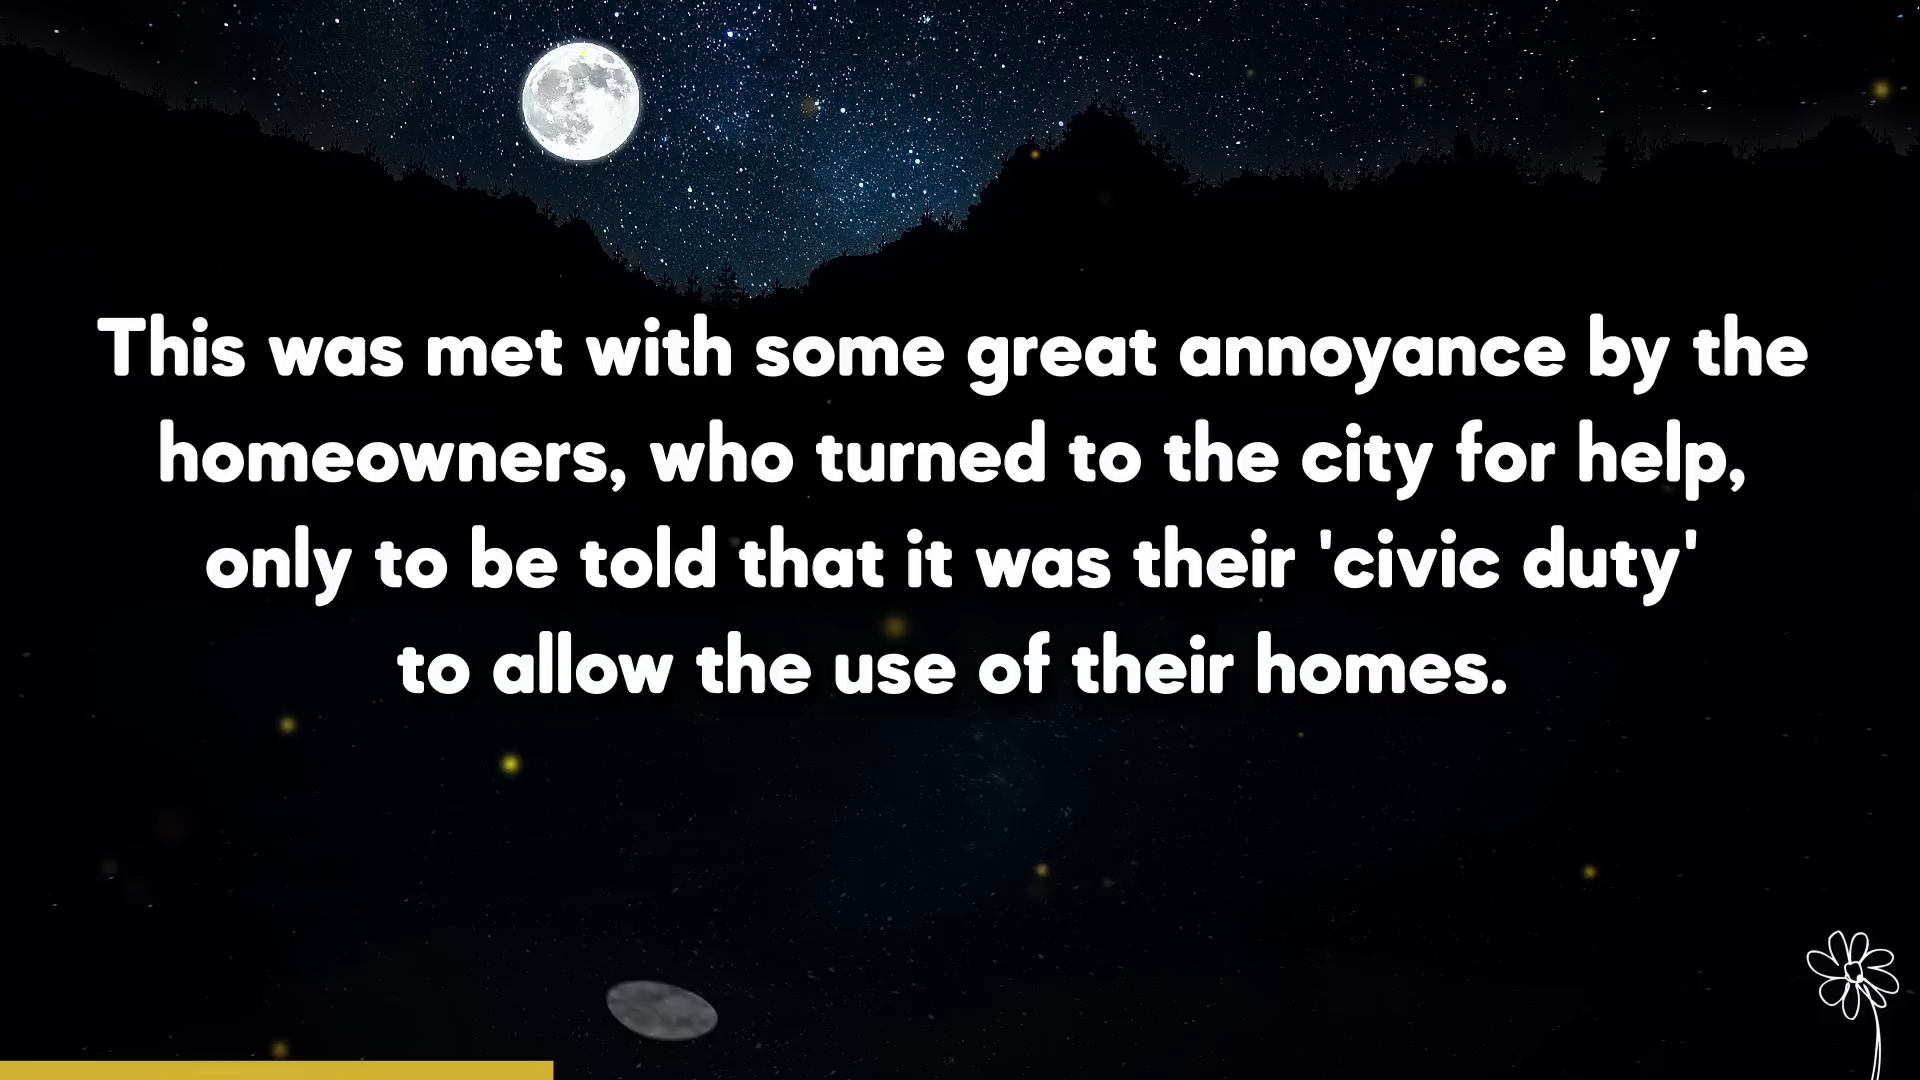 This was met with some great annoyance by the
homeowners, who turned to the city for help,
only to be told that it was their 'civic duty'
to allow the use of their homes.